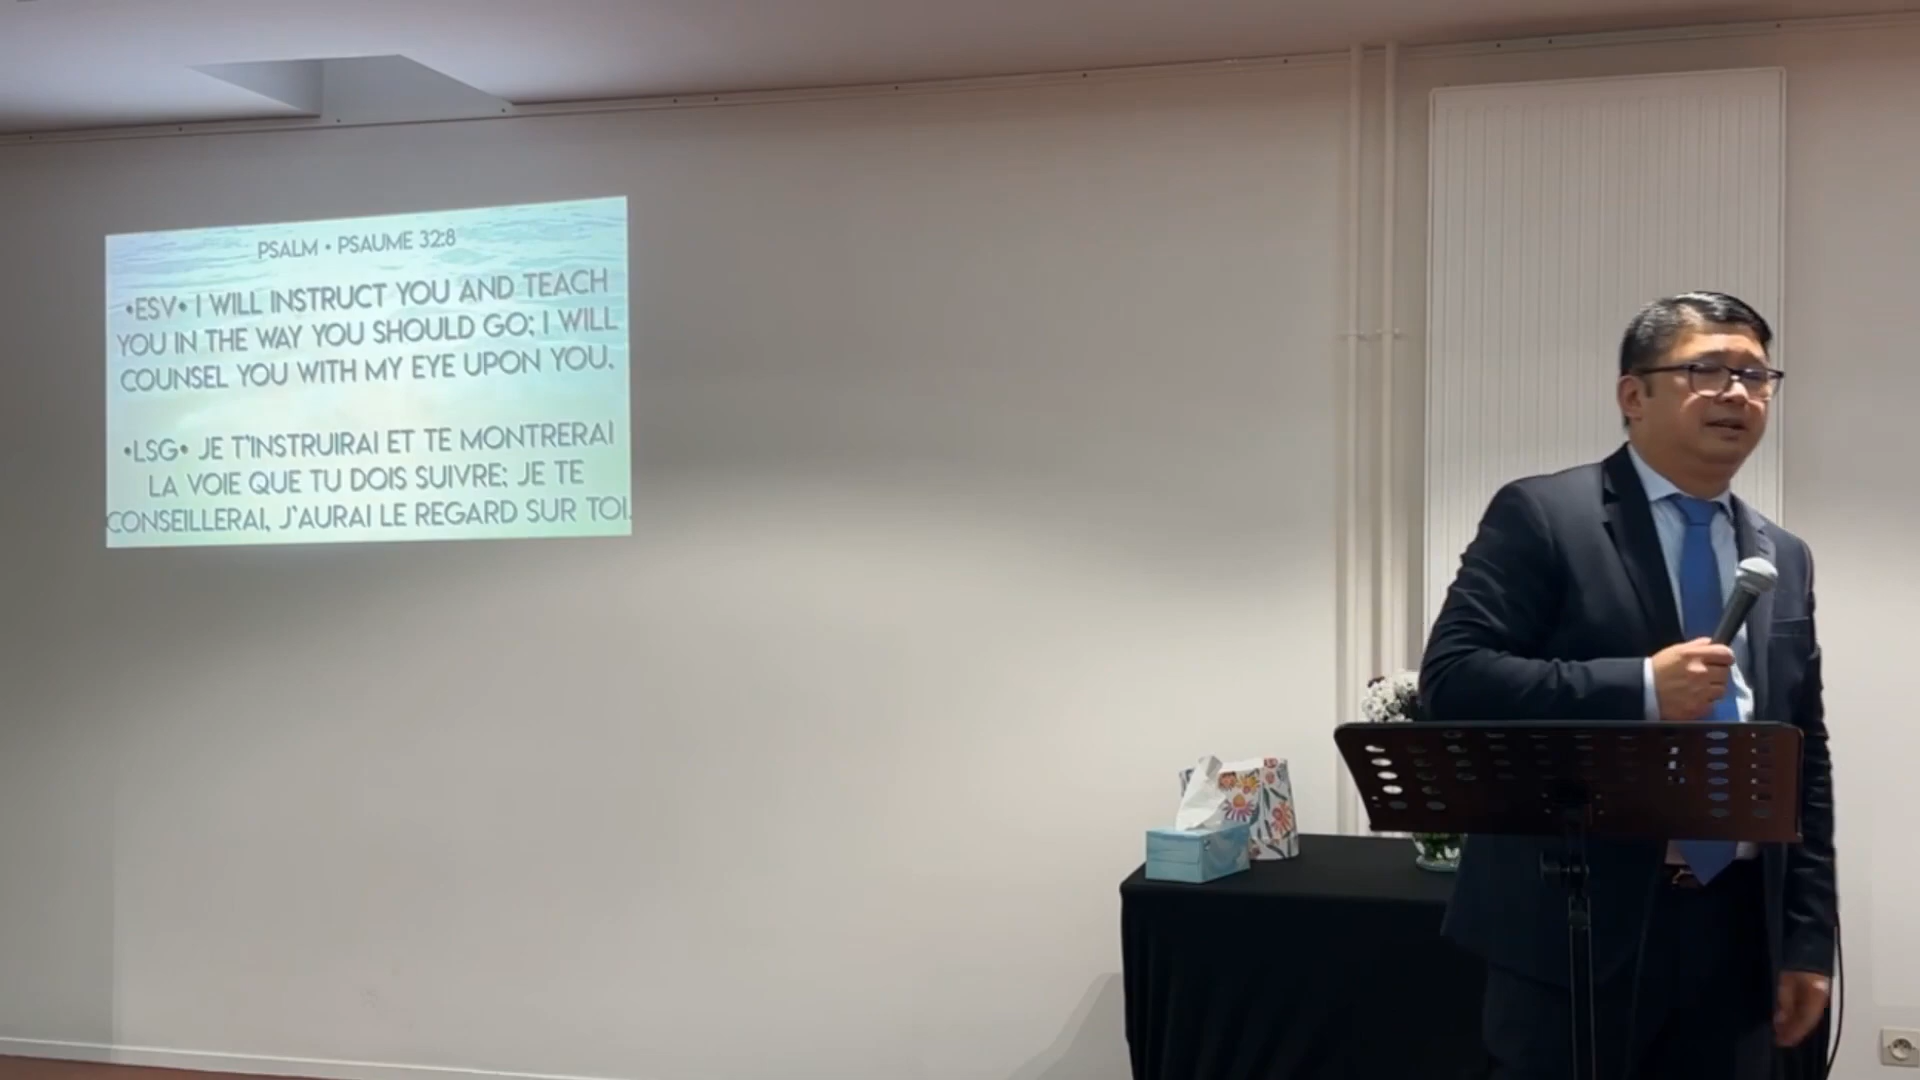 PSALM • PSAUME 32:8
•ESV• I WILL INSTRUCT YOU AND TEACH
YOU IN THE WAY YOU SHOULD GO; I WILL
COUNSEL YOU WITH MY EYE UPON YOU.
•LSG• JE T'INSTRUIRAI ET TE MONTRERAI
LA VOIE QUE TU DOIS SUIVRE; JE TE
CONSEILLERAI, J'AURAI LE REGARD SUR TOI.